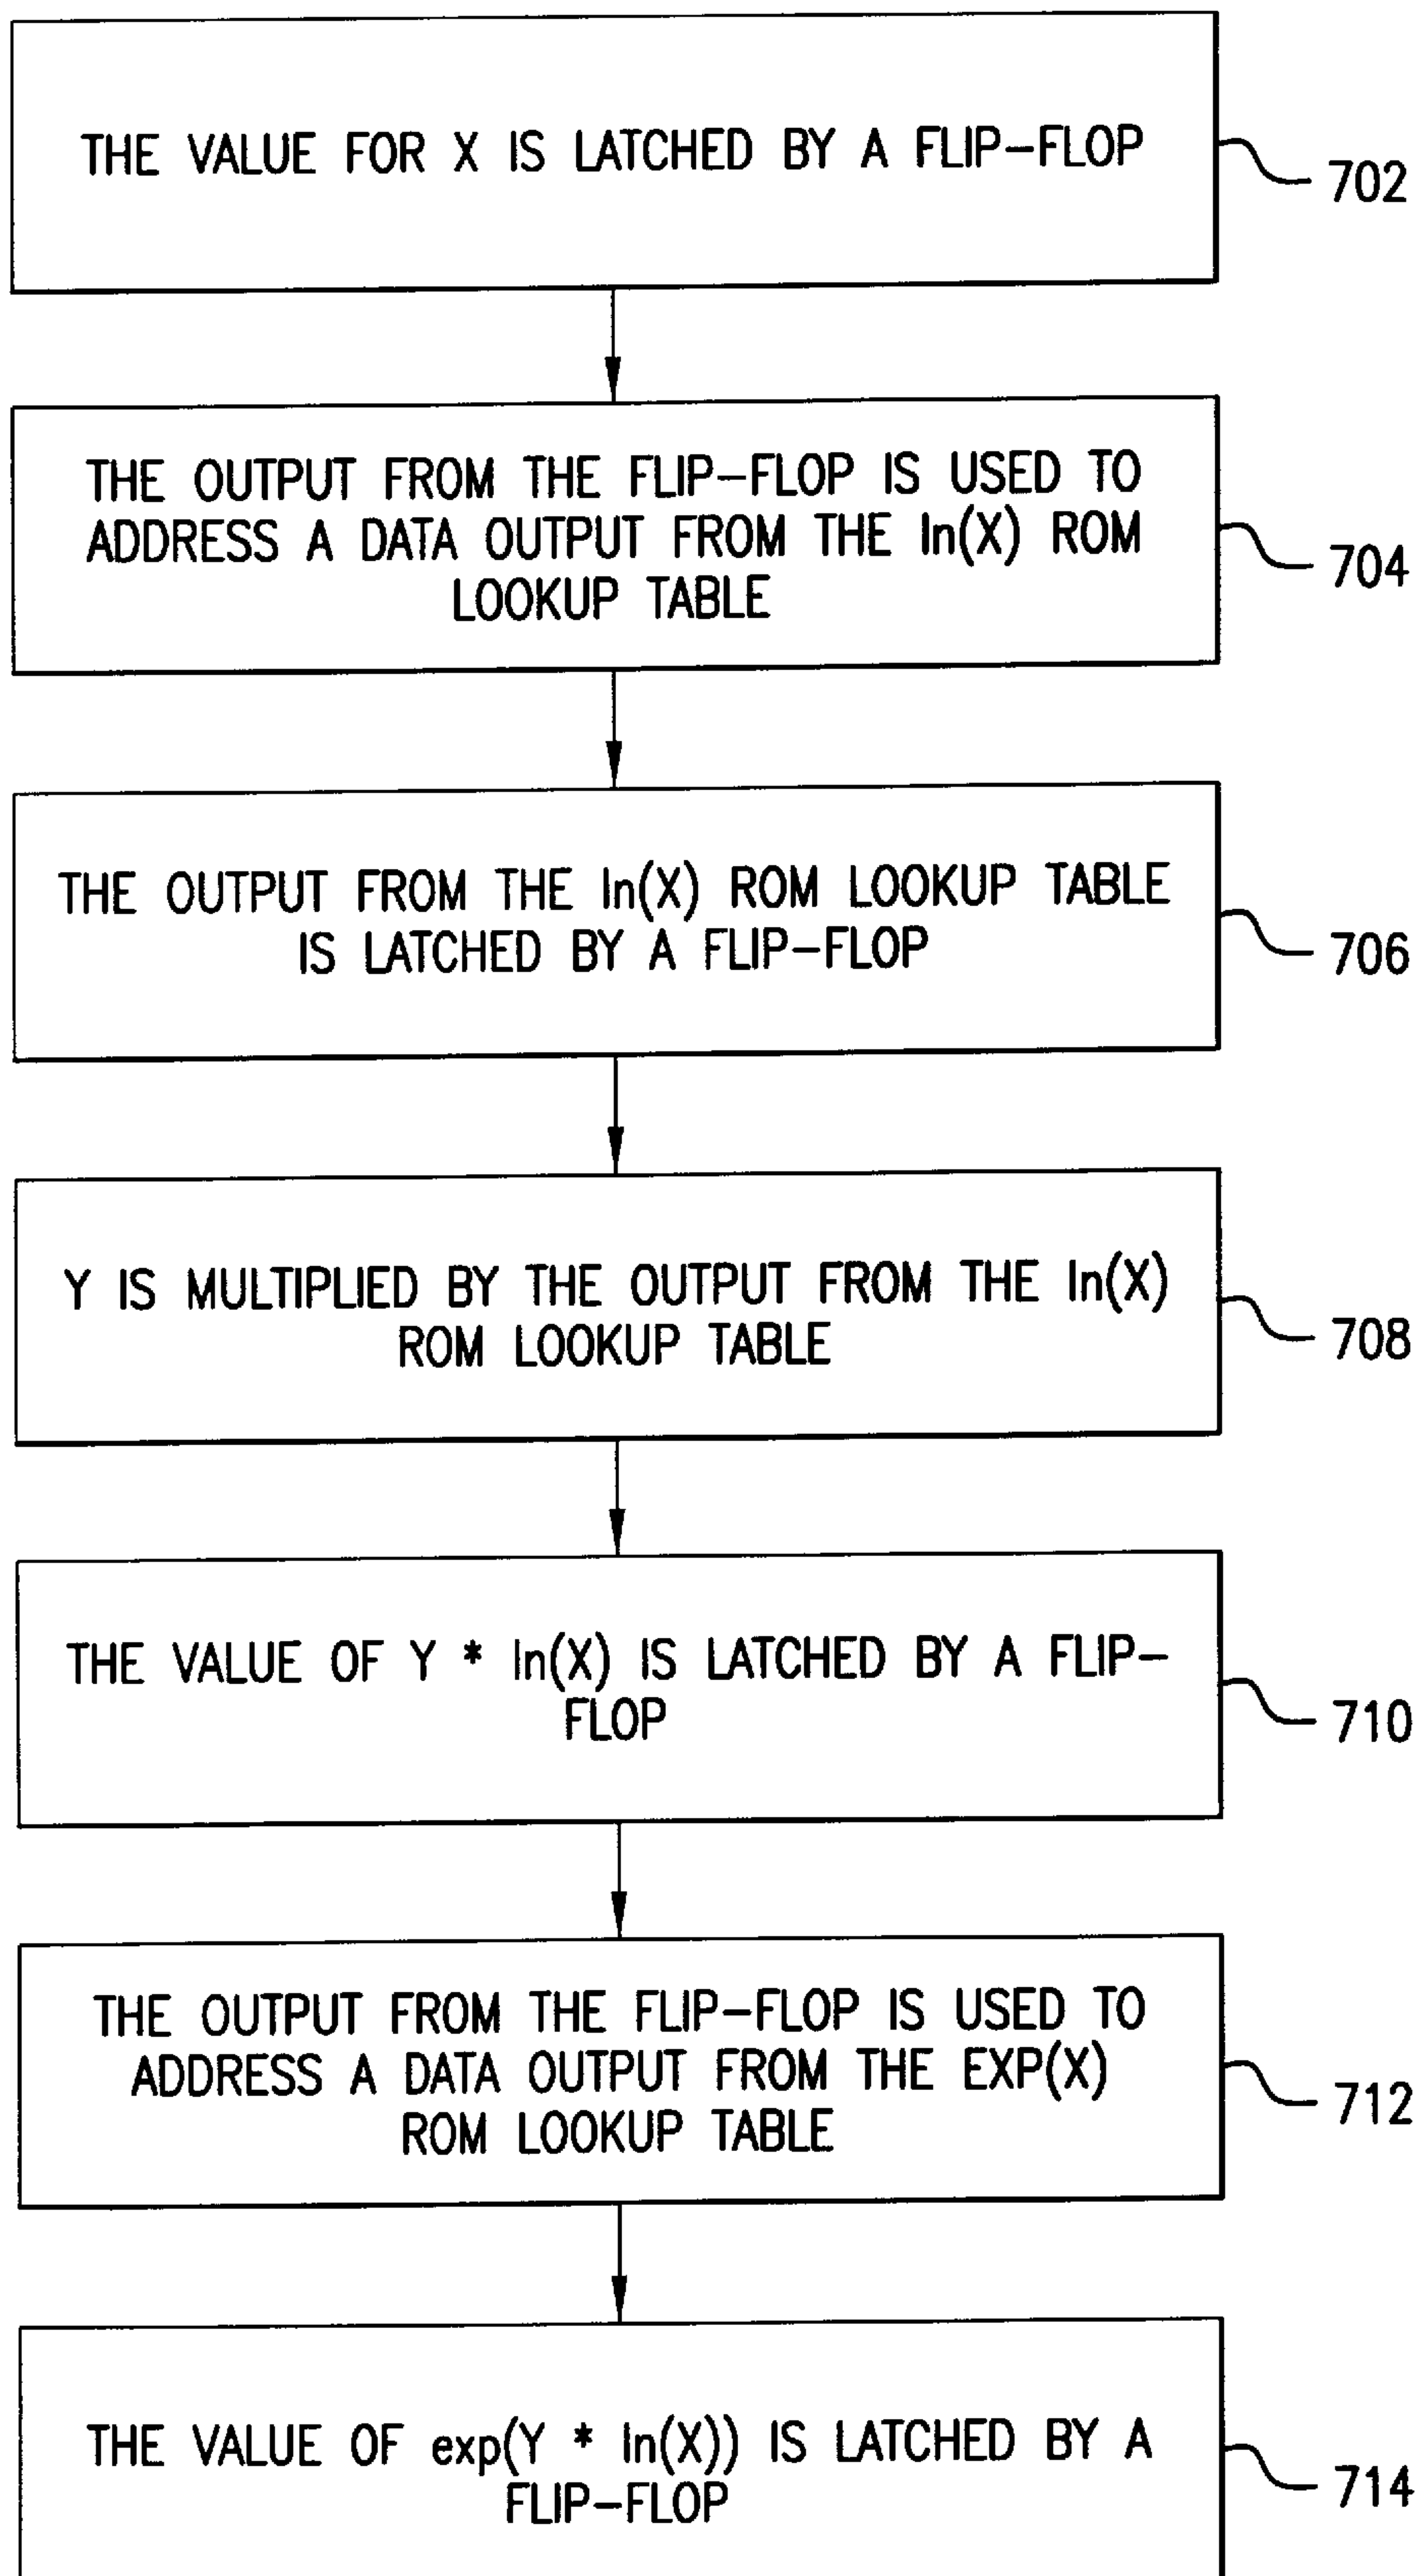 THE VALUE FOR X IS LATCHED BY A FLIP-FLOP
702
THE OUTPUT FROM THE FLIP-FLOP IS USED TO
ADDRESS A DATA OUTPUT FROM THE ln(X) ROM
LOOKUP TABLE
704
THE OUTPUT FROM THE ln(X) ROM LOOKUP TABLE
IS LATCHED BY A FLIP-FLOP
706
Y IS MULTIPLIED BY THE OUTPUT FROM THE ln(X)
ROM LOOKUP TABLE
708
THE VALUE OF Y * ln(X) IS LATCHED BY A FLIP-
FLOP
710
THE OUTPUT FROM THE FLIP-FLOP IS USED TO
ADDRESS A DATA OUTPUT FROM THE EXP(X)
ROM LOOKUP TABLE
712
THE VALUE OF exp(Y * ln(X)) IS LATCHED BY A
FLIP-FLOP
714